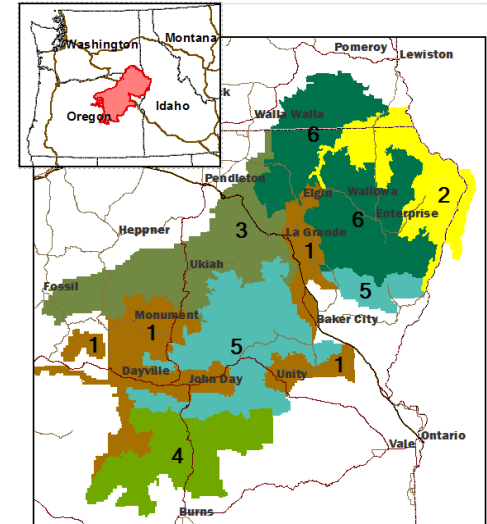 Washington
Montana
Oregon
Idaho
Pomeroy
Lewiston
k
Walla Walla
6
Pendleton
Elgin
Wallowa
2
Enterprise
6
Heppner
3
La Grande
1
Ukiah
Fossil
5
Monument
1
Baker City
1
5
1
Dayville
John Day
Unity
4
Vale
Ontario
Burns